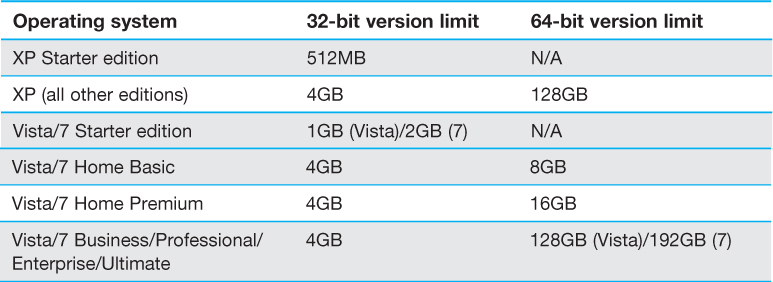 Operating system 32-bit version limit 64-bit version limit
XP Starter edition 512MB N/A
XP (all other editions) 4GB 128GB
Vista/7 Starter edition 1GB (Vista)/2GB (7) N/A
Vista/7 Home Basic 4GB 8GB
Vista/7 Home Premium 4GB 16GB
Vista/7 Business/Professional/ 4GB 128GB (Vista)/192GB (7)
Enterprise/Ultimate